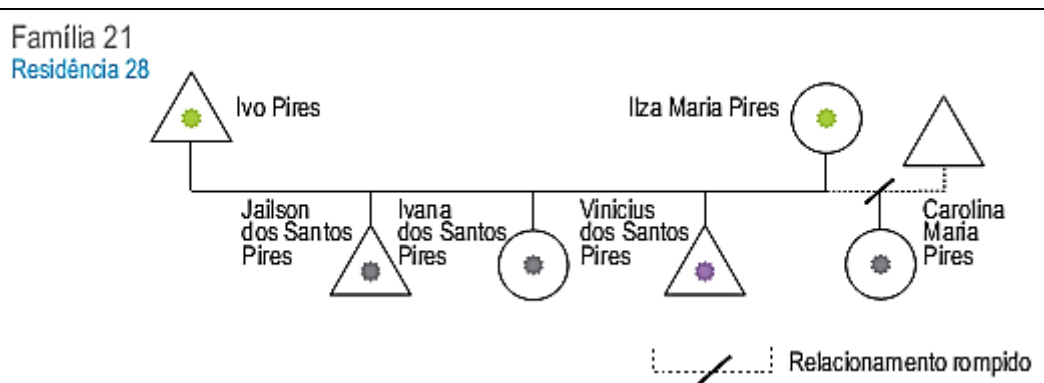 Família 21
Residência 28
Ivo Pires
Ilza Maria Pires
Jailson
dos Santos
Pires
Ivana
dos Santos
Pires
Vinicius
dos Santos
Pires
Carolina
Maria
Pires
Relacionamento rompido